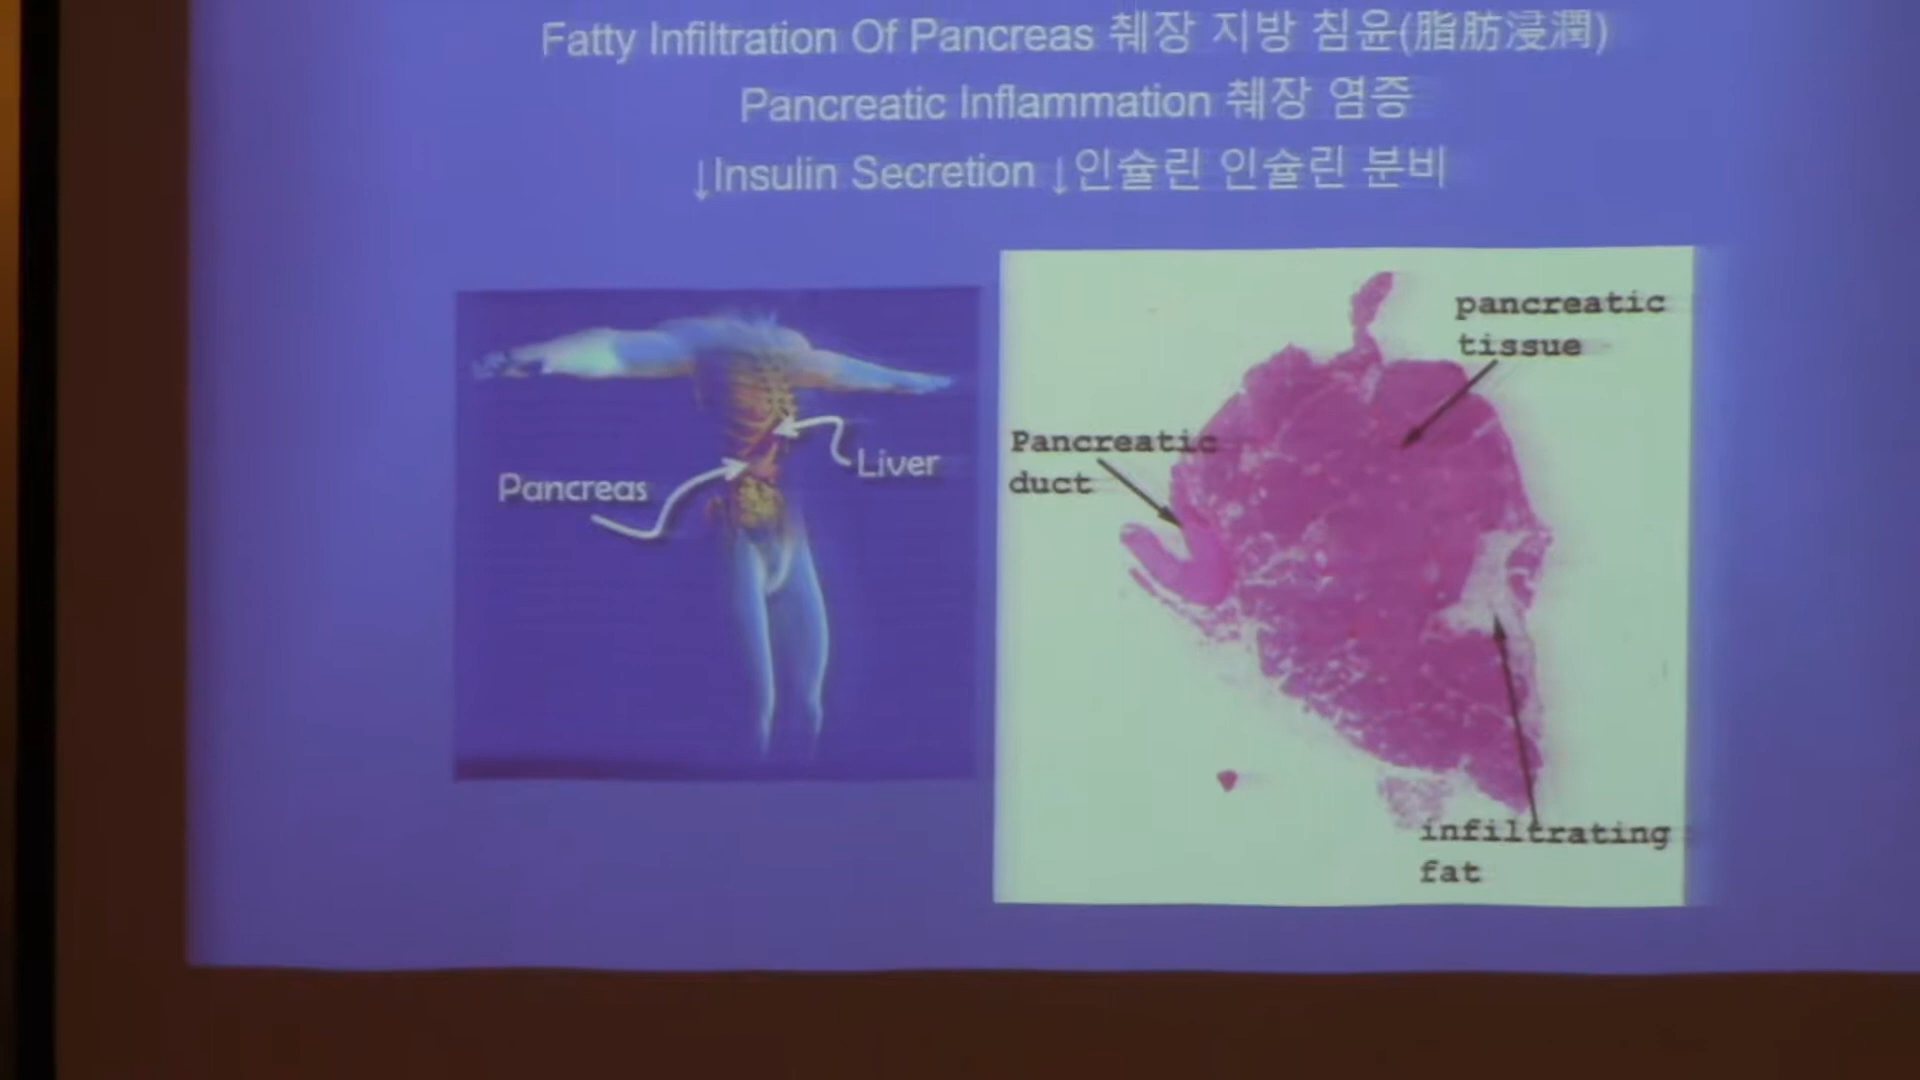 Fatty Infiltration Of Pancreas 췌장 지방 침윤(脂肪浸潤)
Pancreatic Inflammation 췌장 염증
↓Insulin Secretion ↓인슐린 인슐린 분비
Pancreas
Liver
pancreatic
tissue
Pancreatic
duct
infiltrating
fat